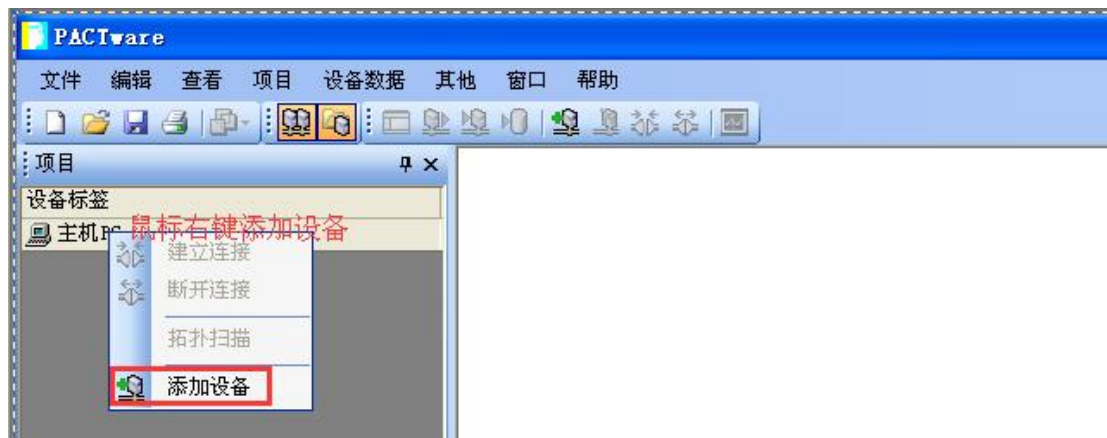 PACTware
文件 编辑 查看 项目 设备数据 其他 窗口 帮助
项目
设备标签
主机PC
鼠标右键添加设备
建立连接
断开连接
拓扑扫描
添加设备